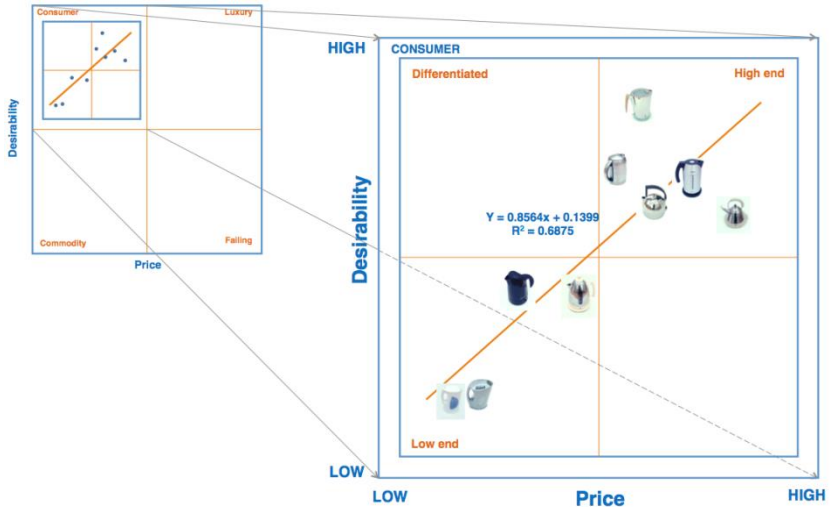 Consumer
Luxury
Desirability
Commodity
Failing
Price
HIGH
CONSUMER
Differentiated
High end
Desirability
Y = 0.8564x + 0.1399
R² = 0.6875
Low end
LOW
LOW
Price
HIGH